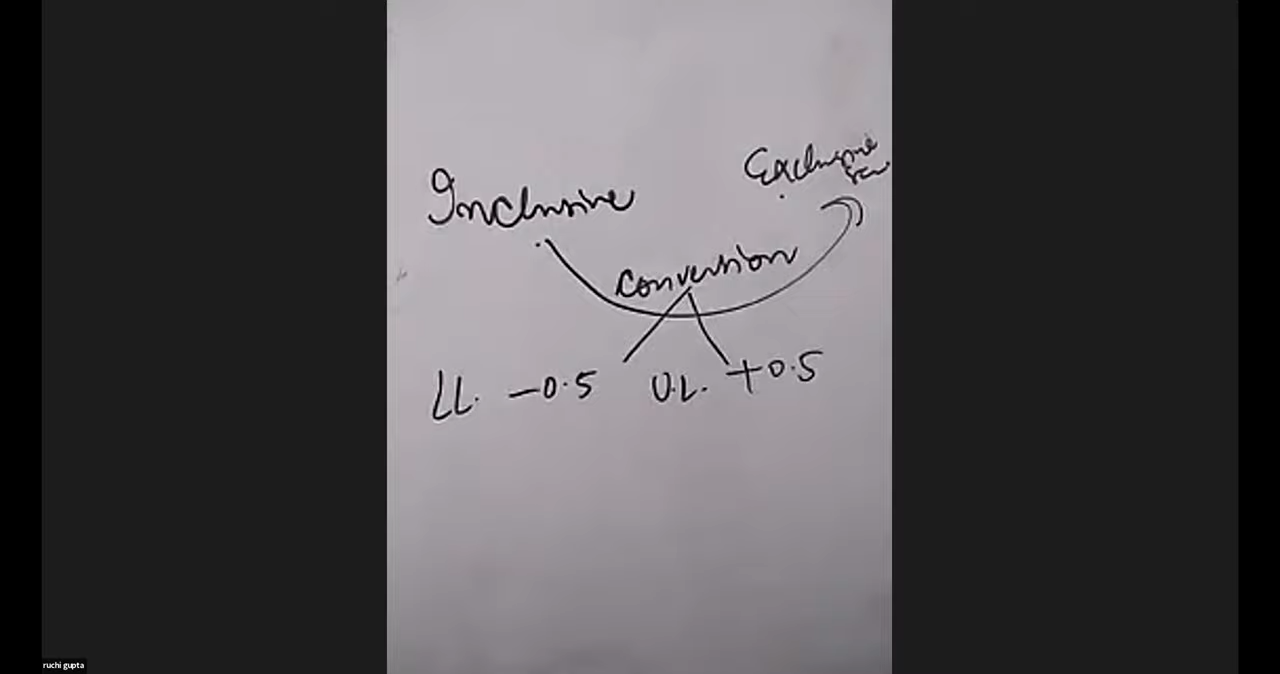 Inclusive
Exclusive
Conversion
LL. -0.5 U.L. +0.5
ruchi gupta